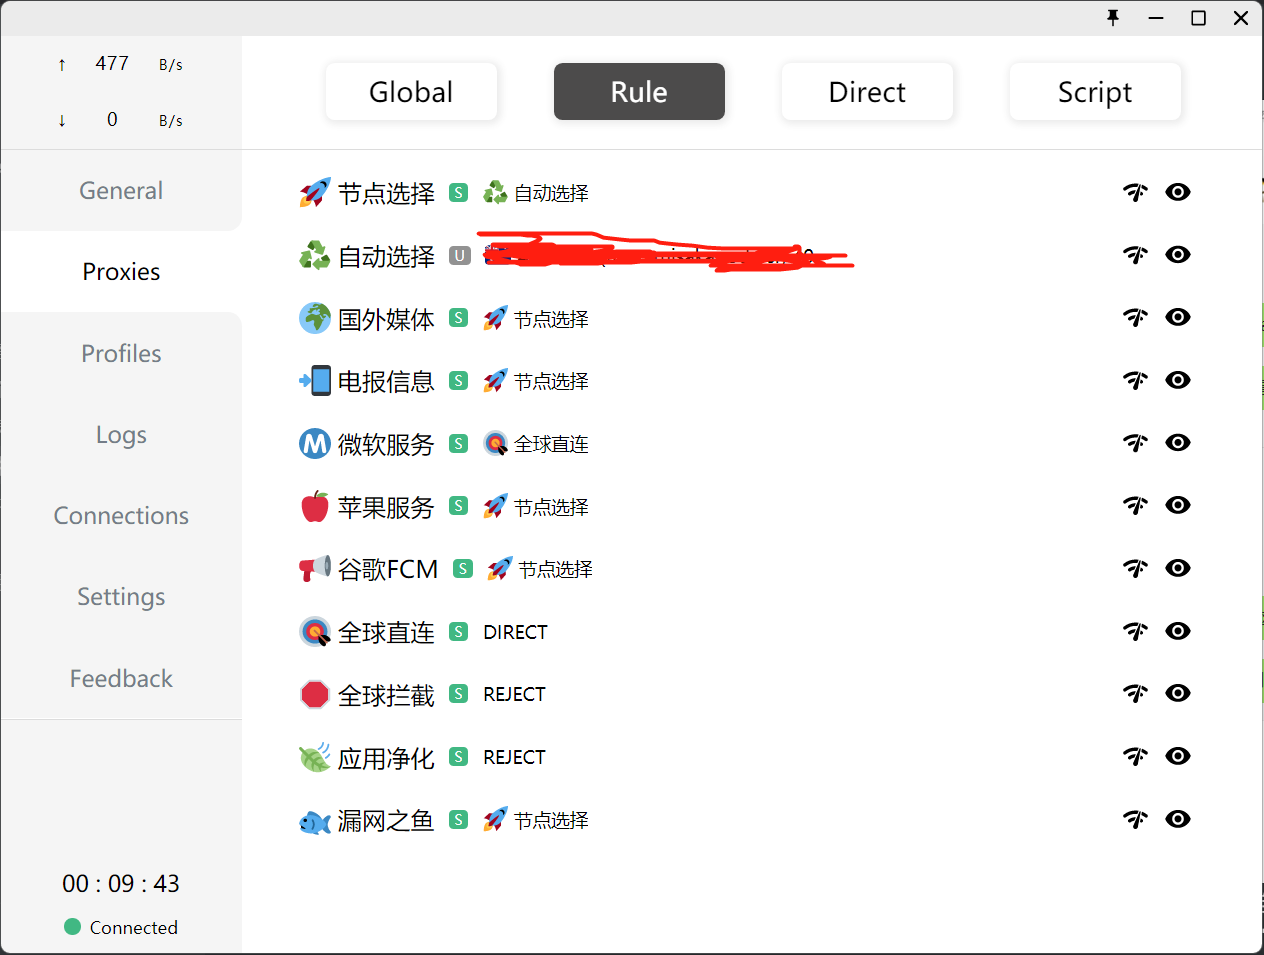 ↑ 477 B/s
↓ 0 B/s
General
Proxies
Profiles
Logs
Connections
Settings
Feedback
00 : 09 : 43
Connected
Global Rule Direct Script
节点选择 S 自动选择
自动选择 U
国外媒体 S 节点选择
电报信息 S 节点选择
M 微软服务 S 全球直连
苹果服务 S 节点选择
谷歌FCM S 节点选择
全球直连 S DIRECT
全球拦截 S REJECT
应用净化 S REJECT
漏网之鱼 S 节点选择